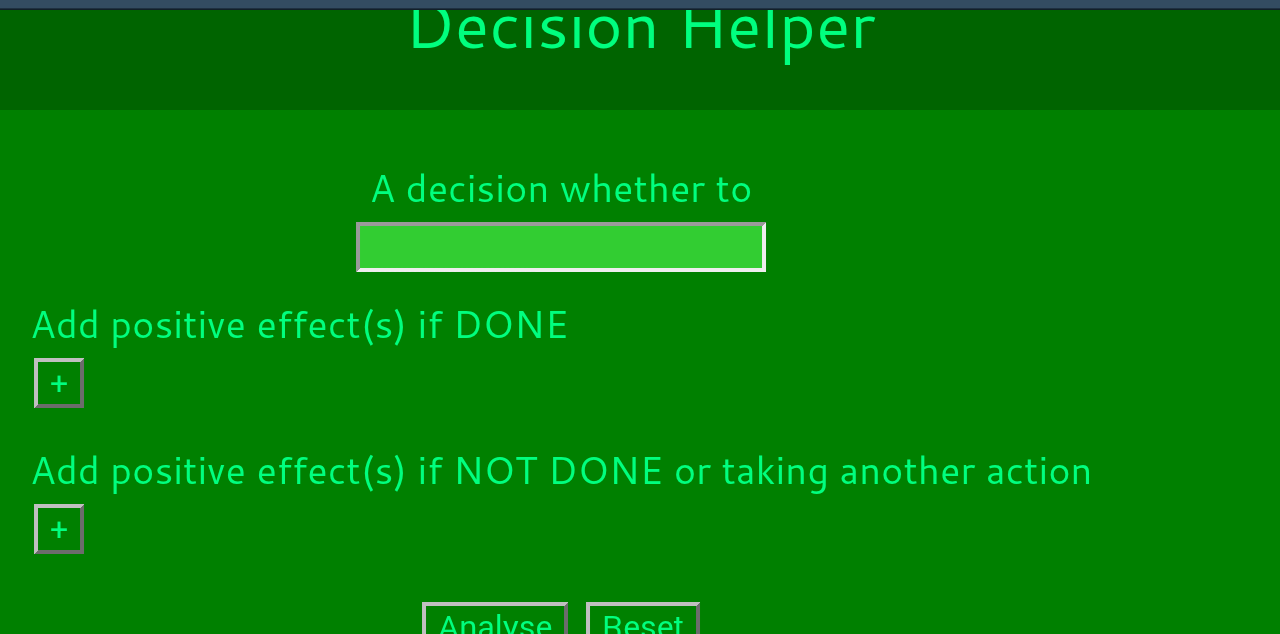 Decision Helper
A decision whether to
Add positive effect(s) if DONE
+
Add positive effect(s) if NOT DONE or taking another action
+
Analyse Reset